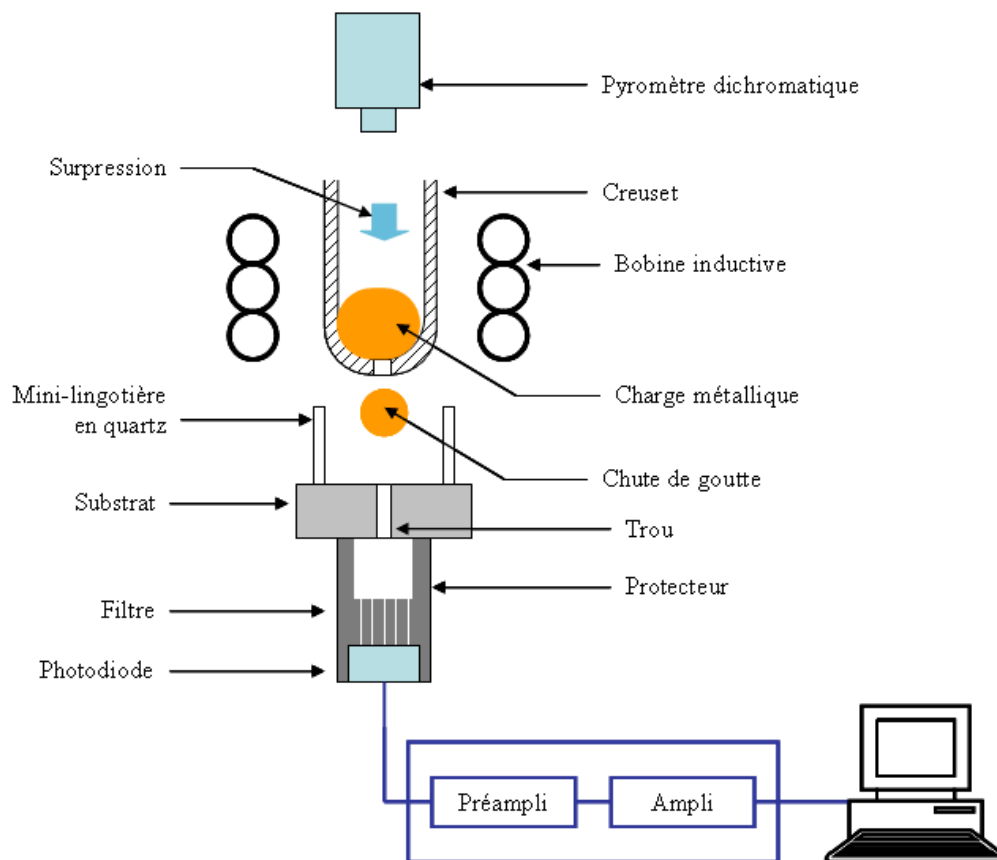 Pyromètre dichromatique
Surpression
Creuset
Bobine inductive
Mini-lingotière
en quartz
Charge métallique
Chute de goutte
Substrat
Trou
Protecteur
Filtre
Photodiode
Préampli
Ampli